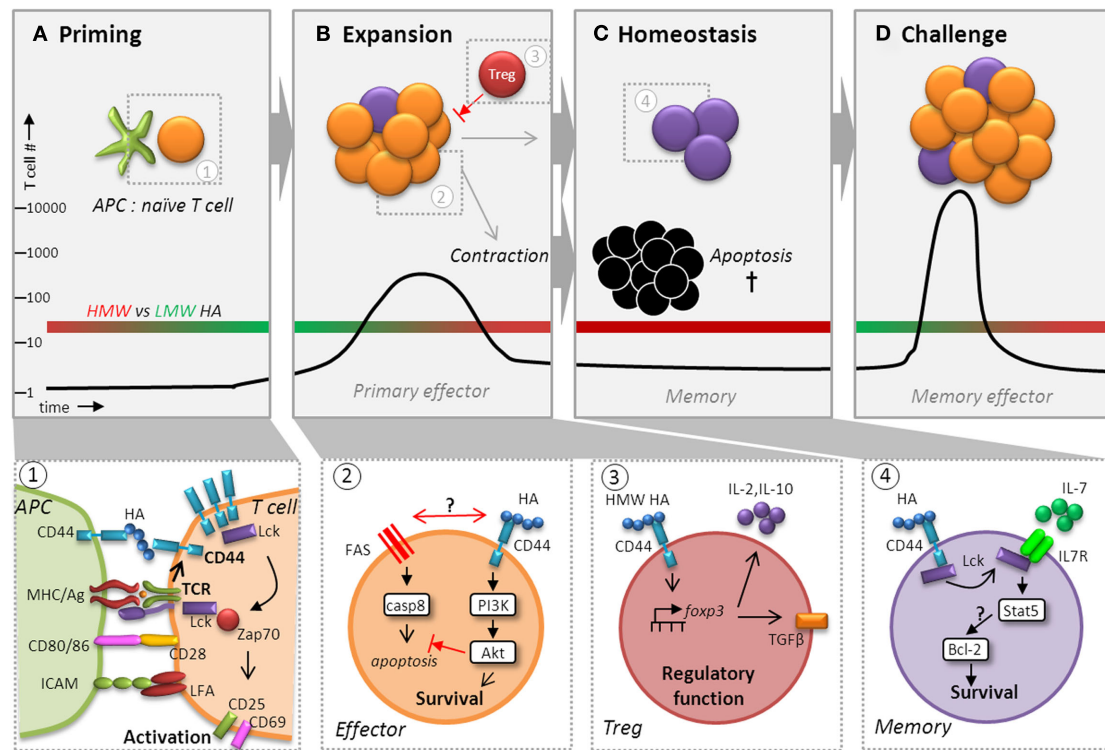 A Priming
B Expansion
C Homeostasis
D Challenge
T cell #
10000
1000
100
10
1
time
1
APC : naïve T cell
HMW vs LMW HA
Treg
3
2
Contraction
Primary effector
4
Apoptosis
†
Memory
Memory effector
1
APC
T cell
HA
CD44
CD44
Lck
MHC/Ag
TCR
Lck
Zap70
CD80/86
CD28
ICAM
LFA
CD25
CD69
Activation
2
?
HA
FAS
CD44
casp8
PI3K
apoptosis
Akt
Survival
Effector
3
HMW HA
IL-2,IL-10
CD44
foxp3
TGFβ
Regulatory
function
Treg
4
HA
IL-7
CD44
Lck
IL7R
Stat5
?
Bcl-2
Survival
Memory